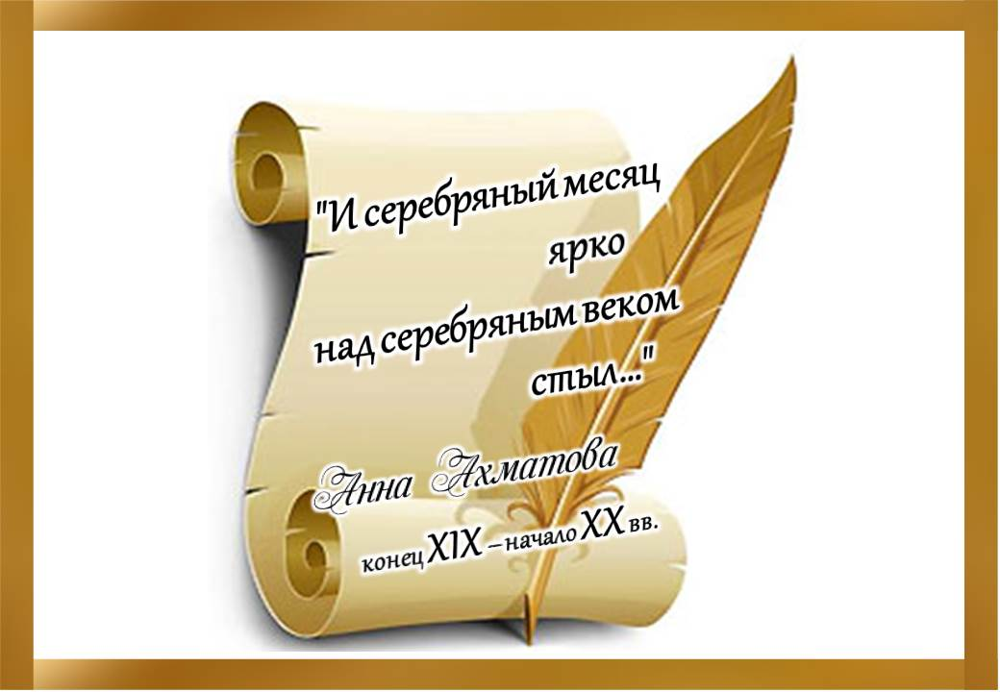 "И серебряный месяц
ярко
над серебряным веком
стыл..."
Анна Ахматова
конец XIX – начало XX вв.